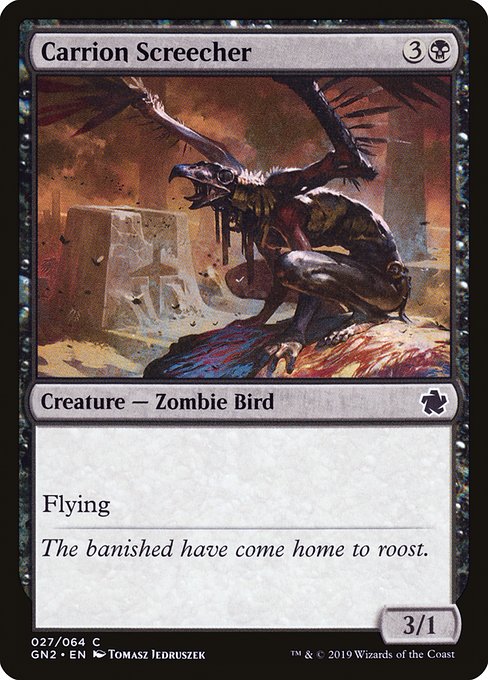 Carrion Screecher 3
Creature — Zombie Bird
Flying
The banished have come home to roost.
3/1
027/064 C
GN2 • EN Tomasz Jedruszek
™ & © 2019 Wizards of the Coast